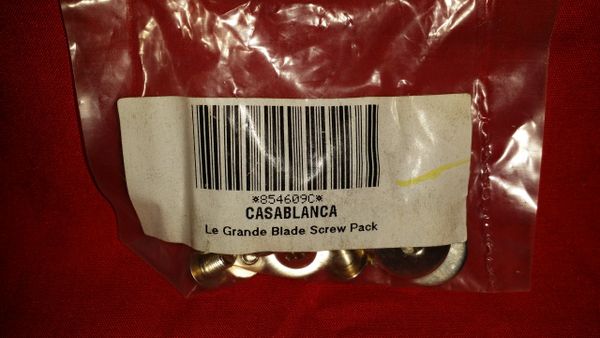 *854609C*
CASABLANCA
Le Grande Blade Screw Pack